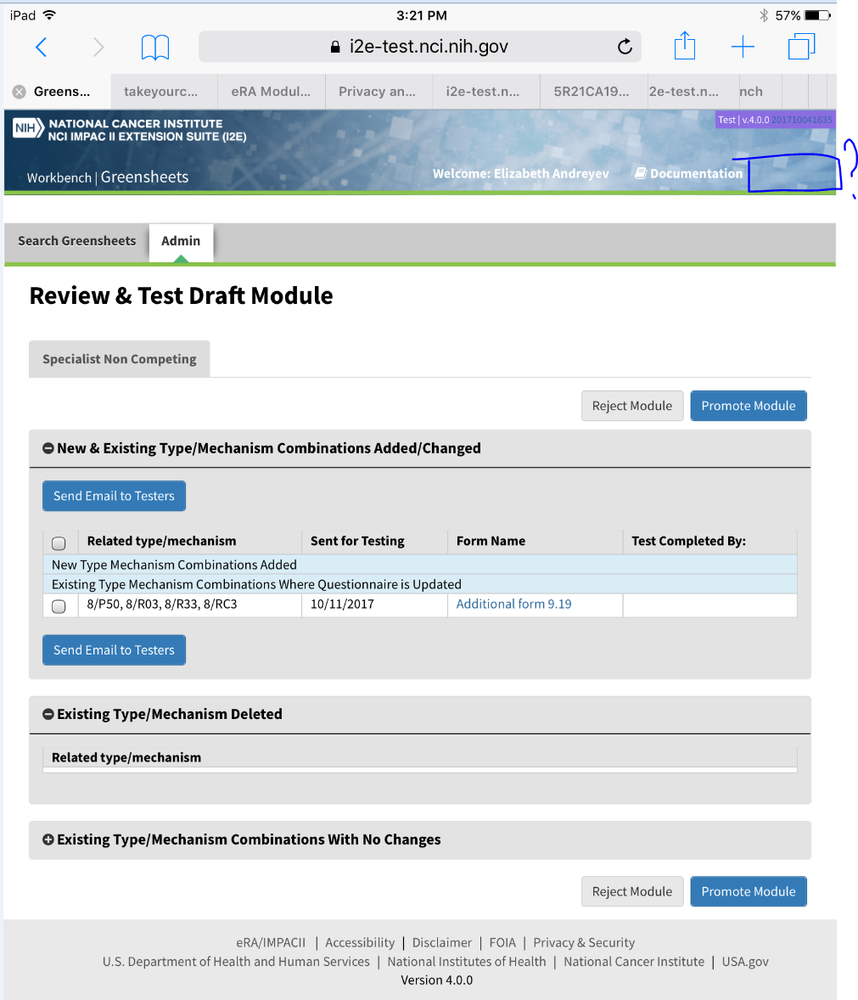 iPad 3:21 PM 57%
i2e-test.nci.nih.gov
Greens... takeyourc... eRA Modul... Privacy an... i2e-test.n... 5R21CA19... 2e-test.n... nch
NIH NATIONAL CANCER INSTITUTE
NCI IMPAC II EXTENSION SUITE (I2E)
Test | v.4.0.0 201710041635
Workbench | Greensheets Welcome: Elizabeth Andreyev Documentation ?
Search Greensheets Admin
Review & Test Draft Module
Specialist Non Competing
Reject Module Promote Module
New & Existing Type/Mechanism Combinations Added/Changed
Send Email to Testers
Related type/mechanism Sent for Testing Form Name Test Completed By:
New Type Mechanism Combinations Added
Existing Type Mechanism Combinations Where Questionnaire is Updated
8/P50, 8/R03, 8/R33, 8/RC3 10/11/2017 Additional form 9.19
Send Email to Testers
Existing Type/Mechanism Deleted
Related type/mechanism
Existing Type/Mechanism Combinations With No Changes
Reject Module Promote Module
eRA/IMPACII | Accessibility | Disclaimer | FOIA | Privacy & Security
U.S. Department of Health and Human Services | National Institutes of Health | National Cancer Institute | USA.gov
Version 4.0.0